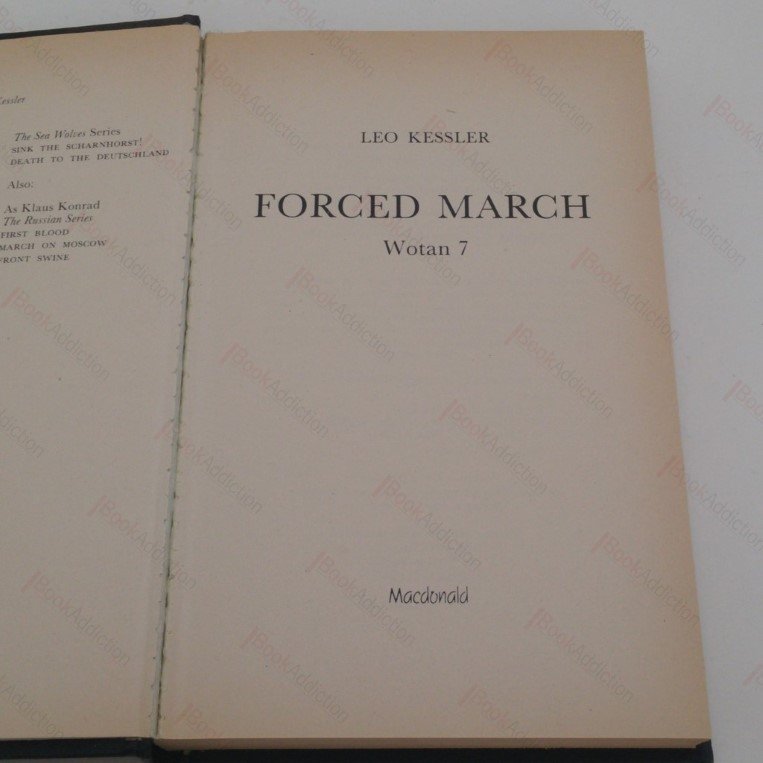 Kessler
The Sea Wolves Series
SINK THE SCHARNHORST!
DEATH TO THE DEUTSCHLAND
Also:
As Klaus Konrad
The Russian Series
FIRST BLOOD
MARCH ON MOSCOW
FRONT SWINE
LEO KESSLER
FORCED MARCH
Wotan 7
Macdonald
BookAddiction